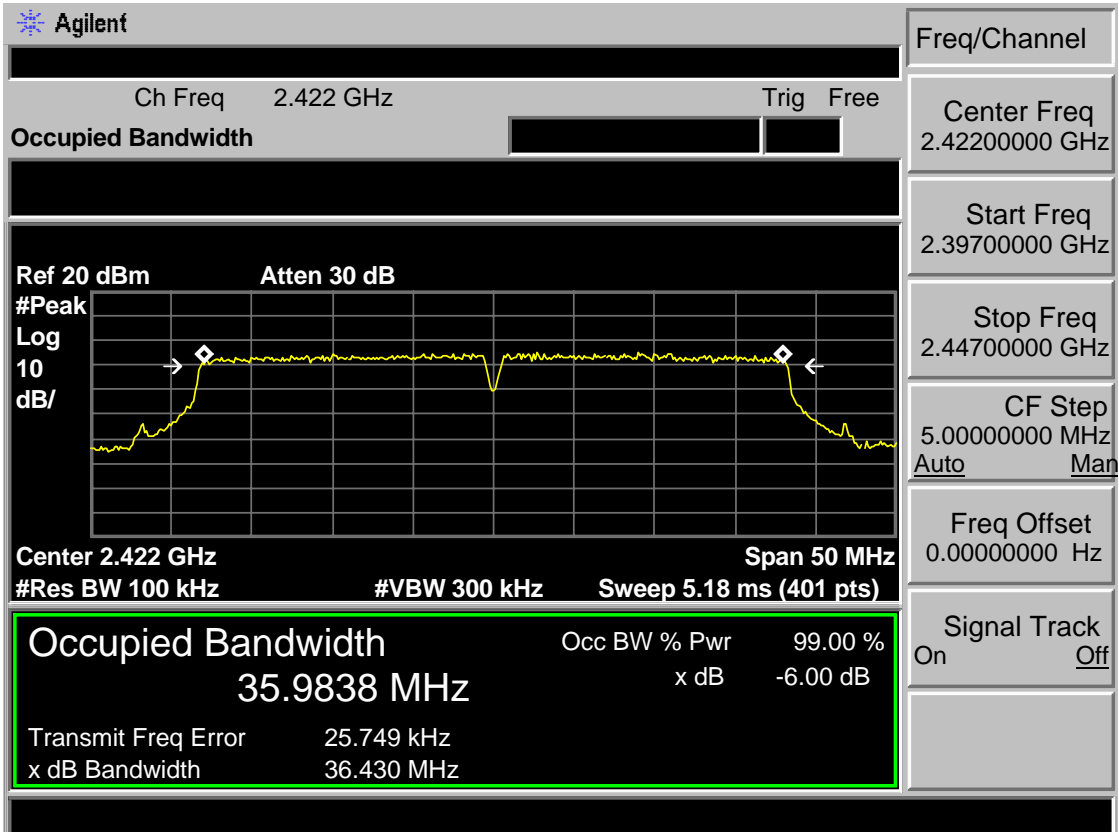 Agilent
Freq/Channel
Ch Freq 2.422 GHz Trig Free
Occupied Bandwidth
Center Freq
2.42200000 GHz
Start Freq
2.39700000 GHz
Stop Freq
2.44700000 GHz
CF Step
5.00000000 MHz
Auto Man
Freq Offset
0.00000000 Hz
Signal Track
On Off
Ref 20 dBm Atten 30 dB
#Peak
Log
10
dB/
Center 2.422 GHz Span 50 MHz
#Res BW 100 kHz #VBW 300 kHz Sweep 5.18 ms (401 pts)
Occupied Bandwidth
35.9838 MHz
Occ BW % Pwr 99.00 %
x dB -6.00 dB
Transmit Freq Error 25.749 kHz
x dB Bandwidth 36.430 MHz